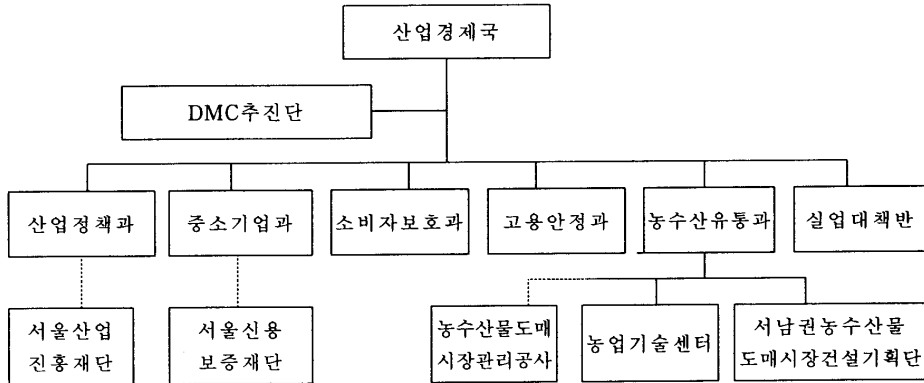 산업경제국
DMC추진단
산업정책과
중소기업과
소비자보호과
고용안정과
농수산유통과
실업대책반
서울산업
진흥재단
서울신용
보증재단
농수산물도매
시장관리공사
농업기술센터
서남권농수산물
도매시장건설기획단